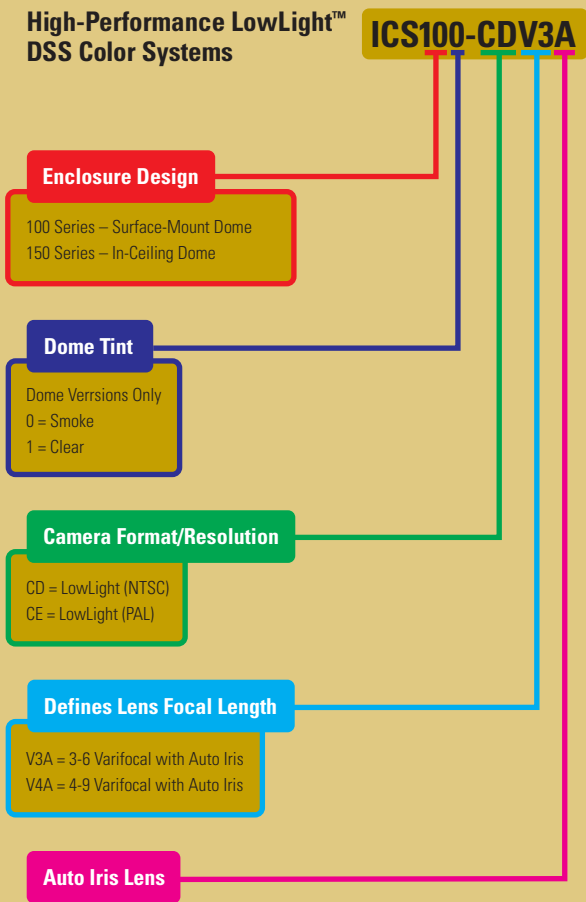 High-Performance LowLight™
DSS Color Systems
ICS100-CDV3A
Enclosure Design
100 Series – Surface-Mount Dome
150 Series – In-Ceiling Dome
Dome Tint
Dome Verrsions Only
0 = Smoke
1 = Clear
Camera Format/Resolution
CD = LowLight (NTSC)
CE = LowLight (PAL)
Defines Lens Focal Length
V3A = 3-6 Varifocal with Auto Iris
V4A = 4-9 Varifocal with Auto Iris
Auto Iris Lens